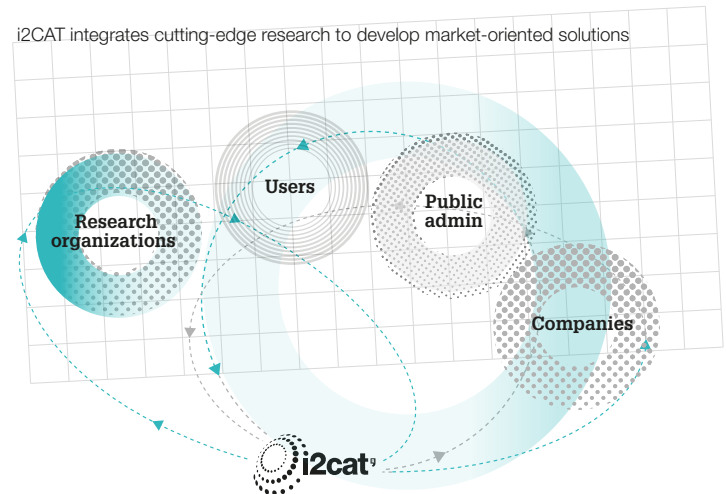 i2CAT integrates cutting-edge research to develop market-oriented solutions
Users
Public
admin
Research
organizations
Companies
i2cat